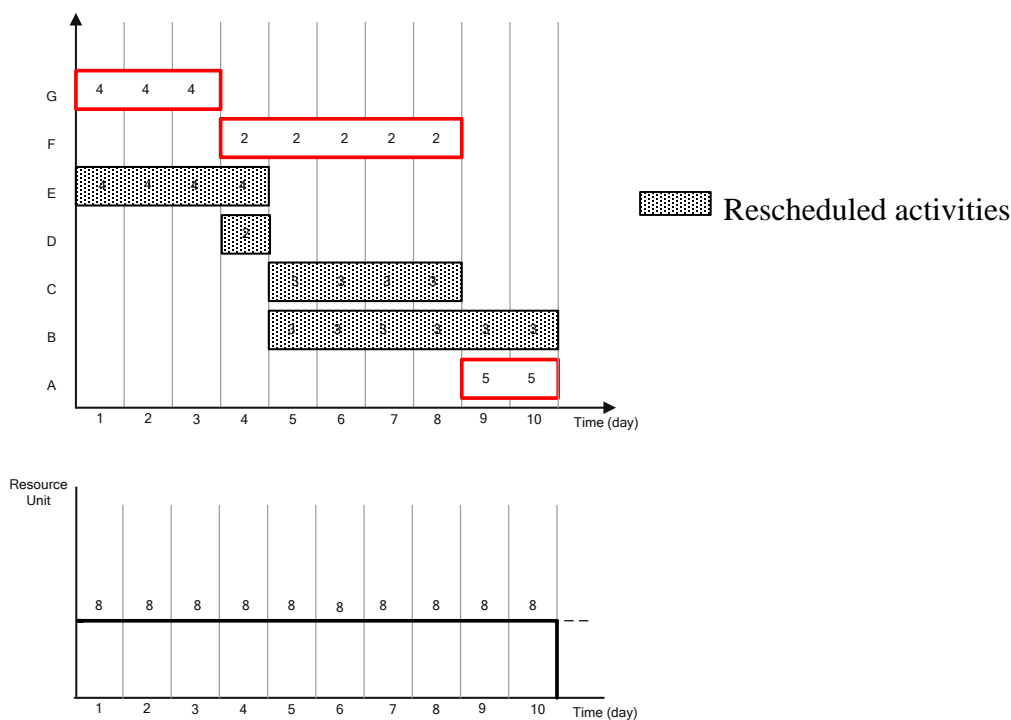 G 4 4 4
F 2 2 2 2 2
E 4 4 4 4
Rescheduled activities
D 2
C 3 3 3 3
B 3 3 3 3 3 3
A 5 5
1 2 3 4 5 6 7 8 9 10 Time (day)
Resource
Unit
8 8 8 8 8 8 8 8 8 8
1 2 3 4 5 6 7 8 9 10 Time (day)